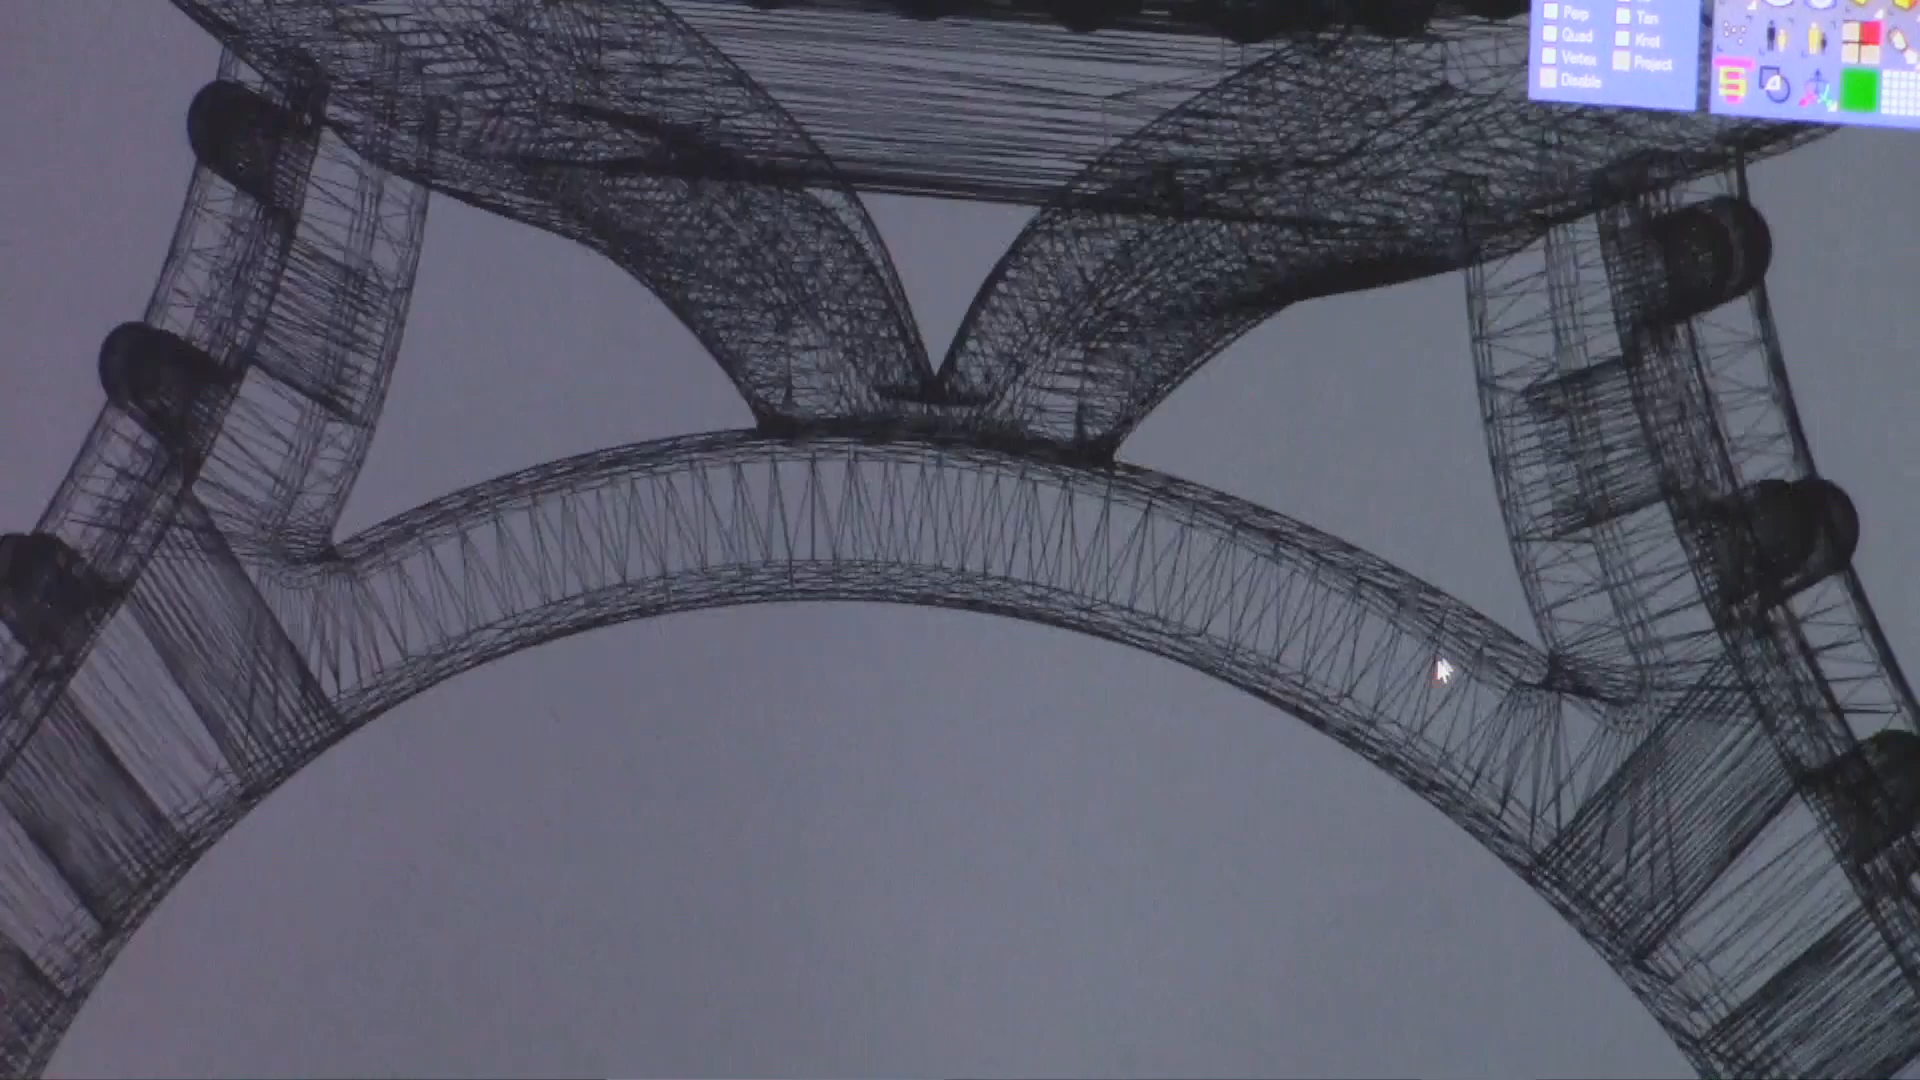 Perp
Tan
Quad
Knot
Vertex
Project
Disable